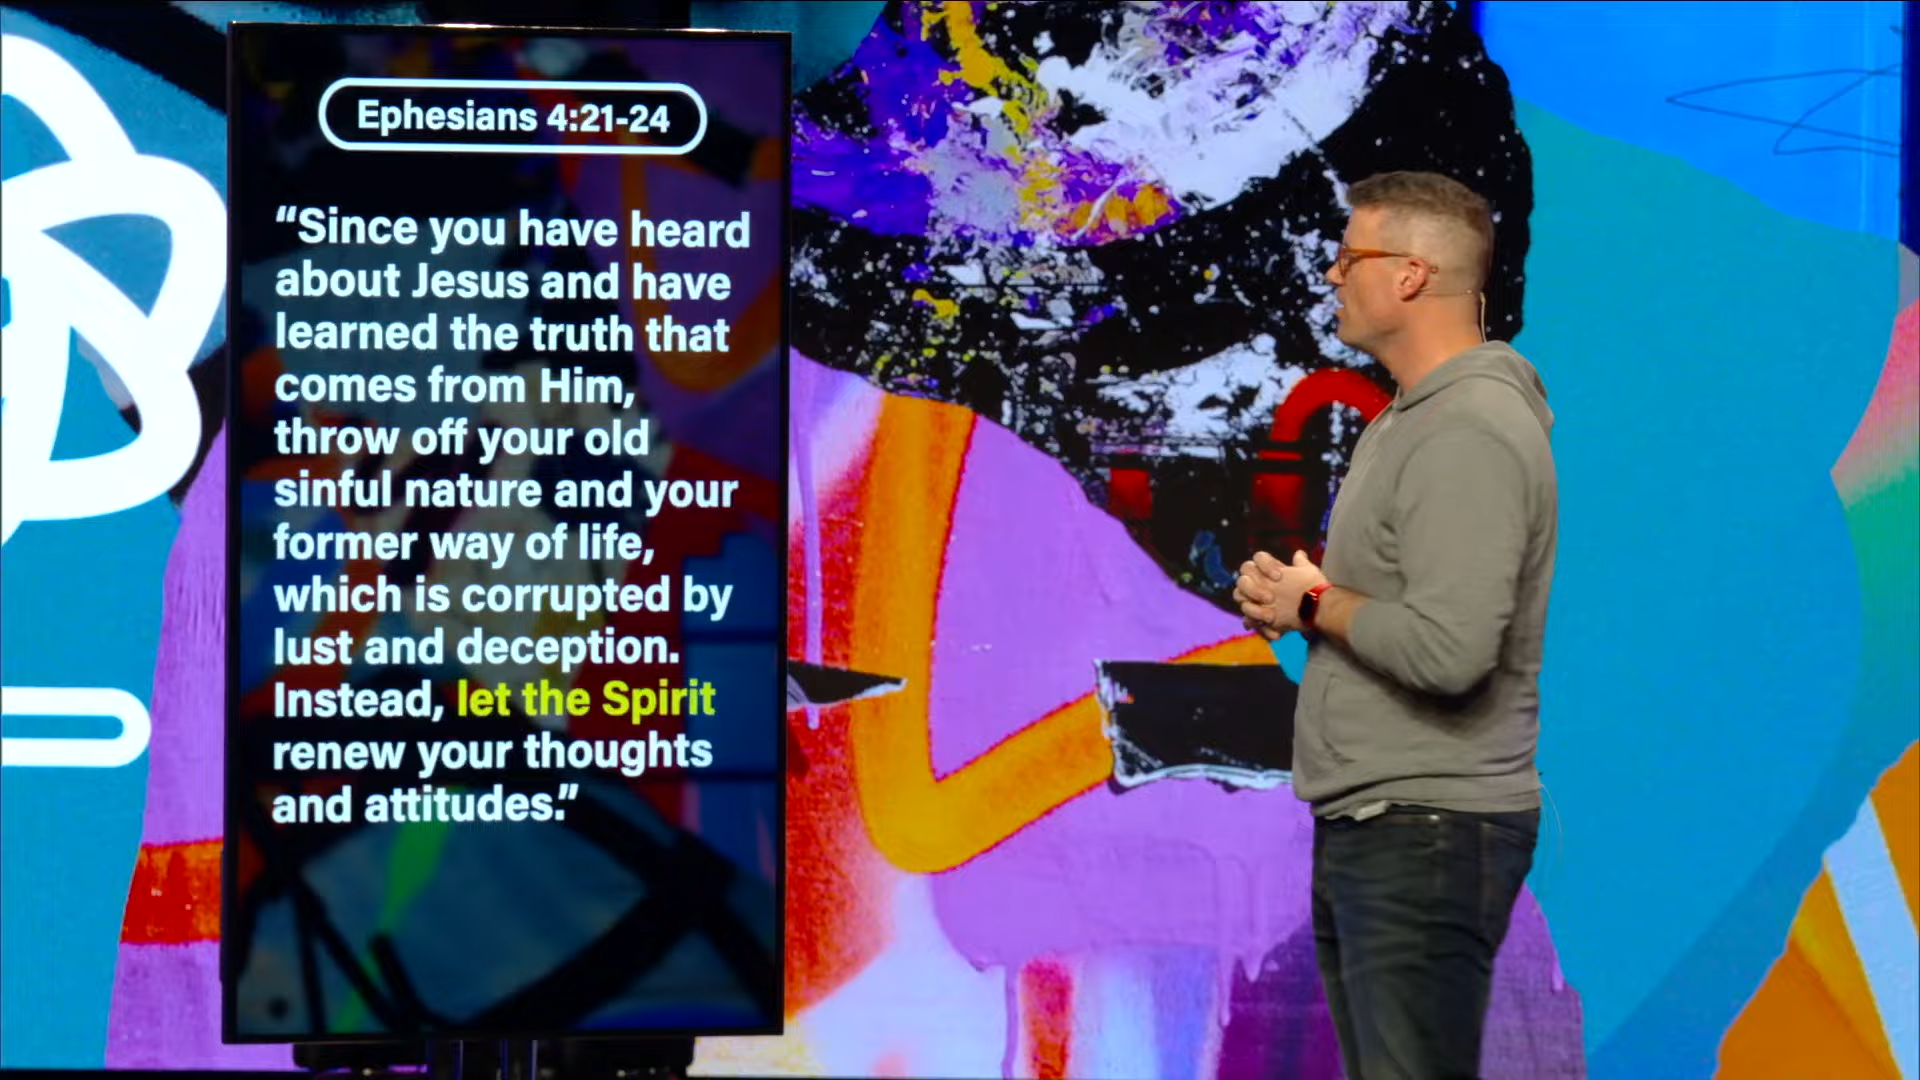 Ephesians 4:21-24
“Since you have heard
about Jesus and have
learned the truth that
comes from Him,
throw off your old
sinful nature and your
former way of life,
which is corrupted by
lust and deception.
Instead, let the Spirit
renew your thoughts
and attitudes.”